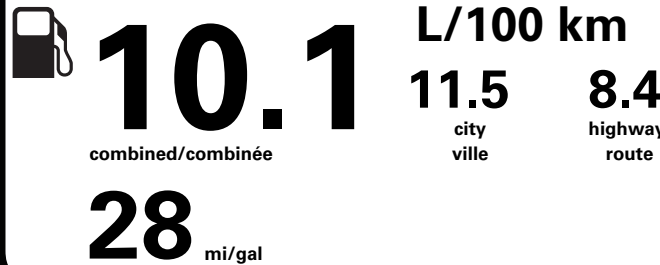 10.1
combined/combinée
L/100 km
11.5
city
ville
8.4
highway
route
28 mi/gal